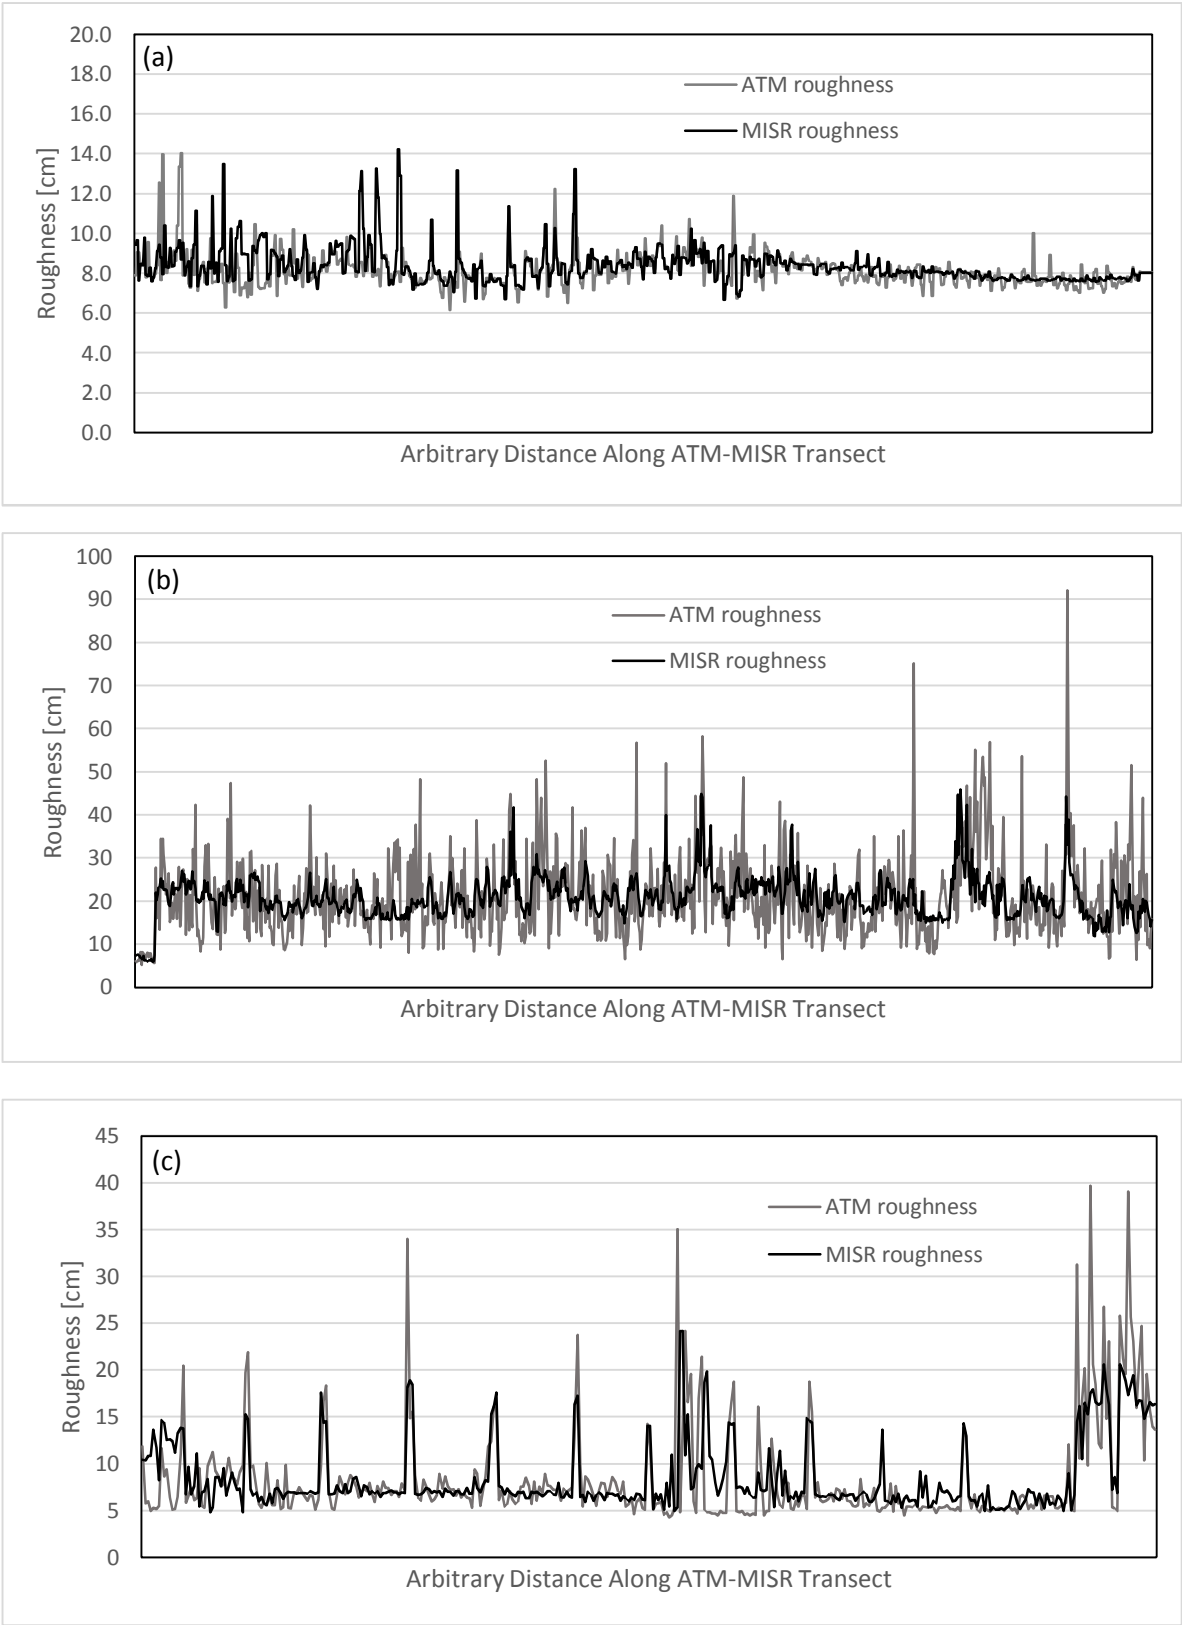 (a)
20.0
18.0
16.0
14.0
12.0
10.0
8.0
6.0
4.0
2.0
0.0
Roughness [cm]
ATM roughness
MISR roughness
Arbitrary Distance Along ATM-MISR Transect
(b)
100
90
80
70
60
50
40
30
20
10
0
Roughness [cm]
ATM roughness
MISR roughness
Arbitrary Distance Along ATM-MISR Transect
(c)
45
40
35
30
25
20
15
10
5
0
Roughness [cm]
ATM roughness
MISR roughness
Arbitrary Distance Along ATM-MISR Transect